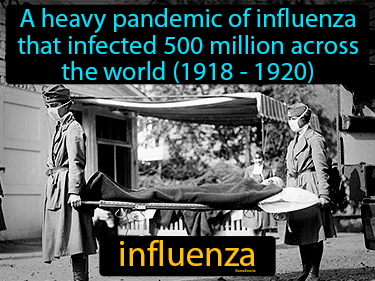 A heavy pandemic of influenza
that infected 500 million across
the world (1918 - 1920)
influenza